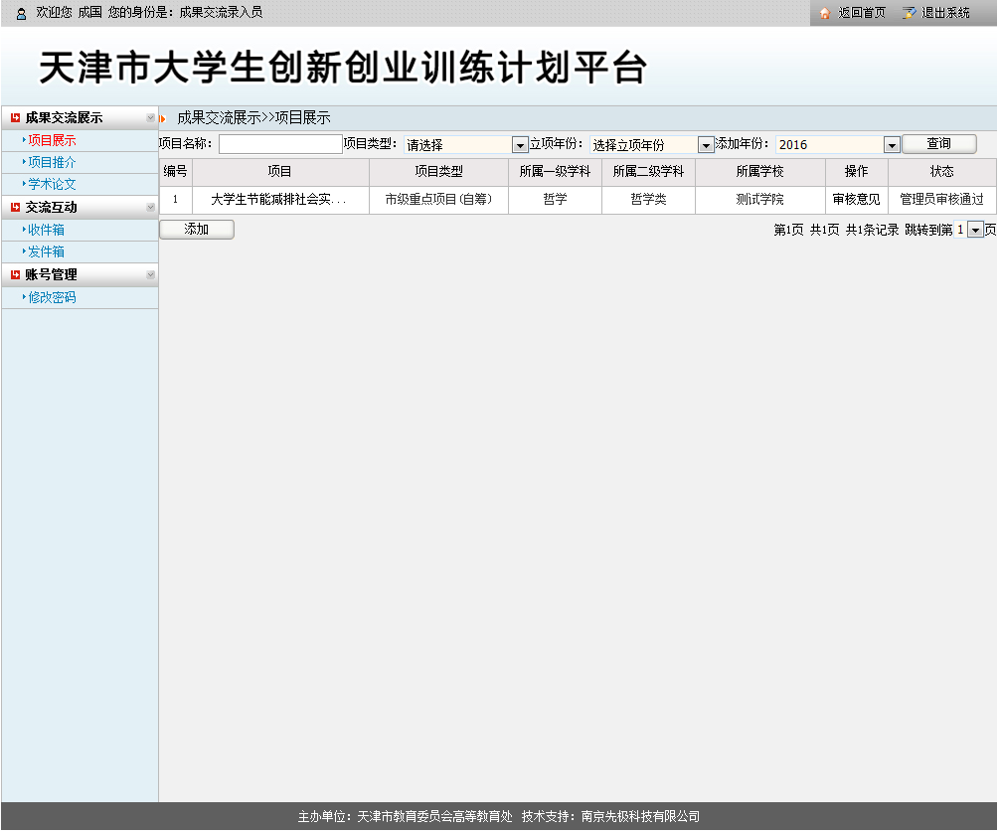 欢迎您 成国 您的身份是：成果交流录入员 返回首页 退出系统
天津市大学生创新创业训练计划平台
成果交流展示
项目展示
项目推介
学术论文
交流互动
收件箱
发件箱
账号管理
修改密码
成果交流展示>>项目展示
项目名称： 项目类型： 请选择 立项年份： 选择立项年份 添加年份： 2016 查询
编号 项目 项目类型 所属一级学科 所属二级学科 所属学校 操作 状态
1 大学生节能减排社会实... 市级重点项目(自筹) 哲学 哲学类 测试学院 审核意见 管理员审核通过
添加 第1页 共1页 共1条记录 跳转到第 1 页
主办单位：天津市教育委员会高等教育处 技术支持：南京先极科技有限公司